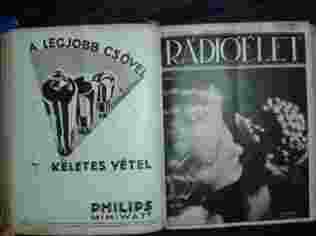 A LEGJOBB CSŐVEL
KÉLETES VÉTEL
PHILIPS
MINIWATT
RÁDIÓÉLET